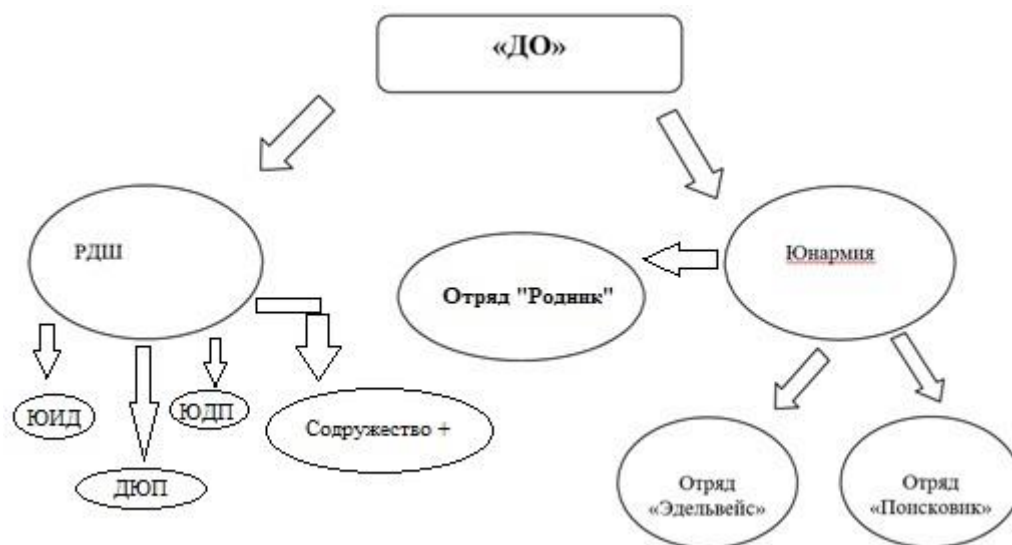 «ДО»
РДШ
Юнармия
Отряд "Родник"
ЮИД
ЮДП
Содружество +
ДЮП
Отряд
«Эдельвейс»
Отряд
«Поисковик»